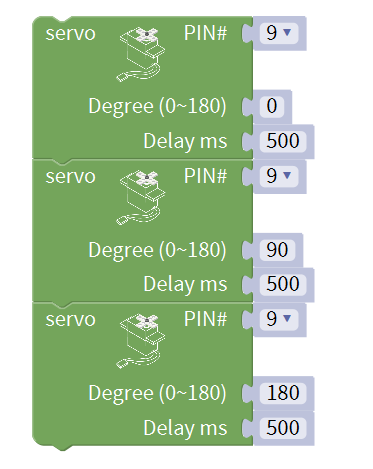 servo PIN# 9
Degree (0~180) 0
Delay ms 500
servo PIN# 9
Degree (0~180) 90
Delay ms 500
servo PIN# 9
Degree (0~180) 180
Delay ms 500